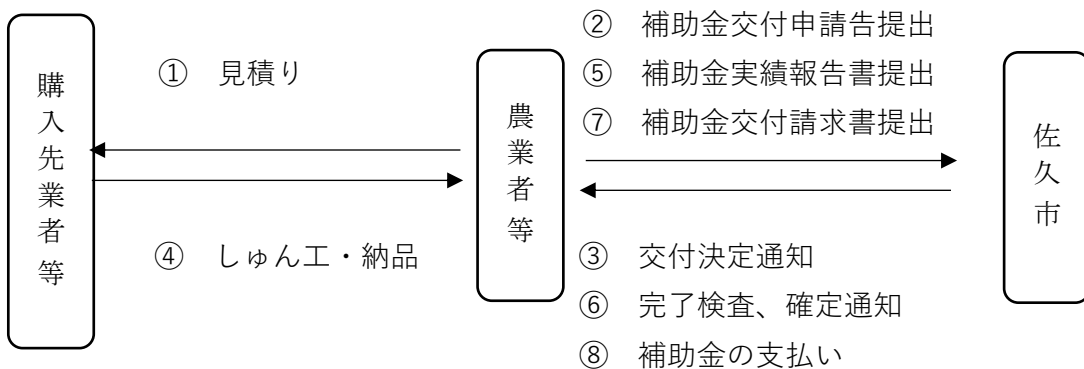 購入先業者等
① 見積り
④ しゅん工・納品
農業者等
② 補助金交付申請告提出
⑤ 補助金実績報告書提出
⑦ 補助金交付請求書提出
③ 交付決定通知
⑥ 完了検査、確定通知
⑧ 補助金の支払い
佐久市